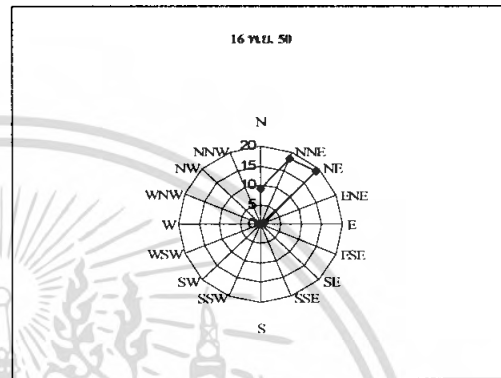 16 พ.ย. 50
N
NNW NNE
NW NE
WNW ENE
W E
WSW ESE
SW SE
SSW SSE
S
20
15
10
5
0